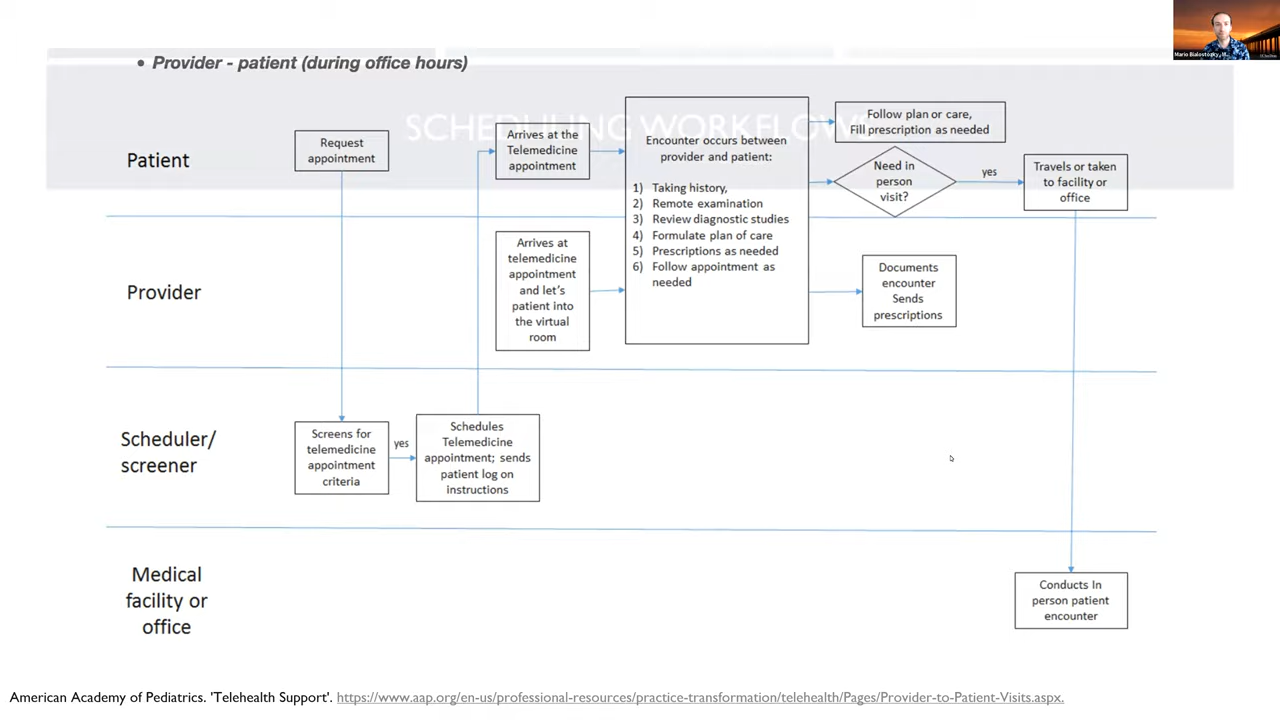 Mario Bialostozky, M...
• Provider - patient (during office hours)
SCHEDULING WORKFLOWS
Patient
Request
appointment
Arrives at the
Telemedicine
appointment
Encounter occurs between
provider and patient:
1) Taking history,
2) Remote examination
3) Review diagnostic studies
4) Formulate plan of care
5) Prescriptions as needed
6) Follow appointment as
needed
Follow plan or care,
Fill prescription as needed
Need in
person
visit?
yes
Travels or taken
to facility or
office
Provider
Arrives at
telemedicine
appointment
and let's
patient into
the virtual
room
Documents
encounter
Sends
prescriptions
Scheduler/
screener
Screens for
telemedicine
appointment
criteria
yes
Schedules
Telemedicine
appointment; sends
patient log on
instructions
Medical
facility or
office
Conducts In
person patient
encounter
American Academy of Pediatrics. 'Telehealth Support'. https://www.aap.org/en-us/professional-resources/practice-transformation/telehealth/Pages/Provider-to-Patient-Visits.aspx.